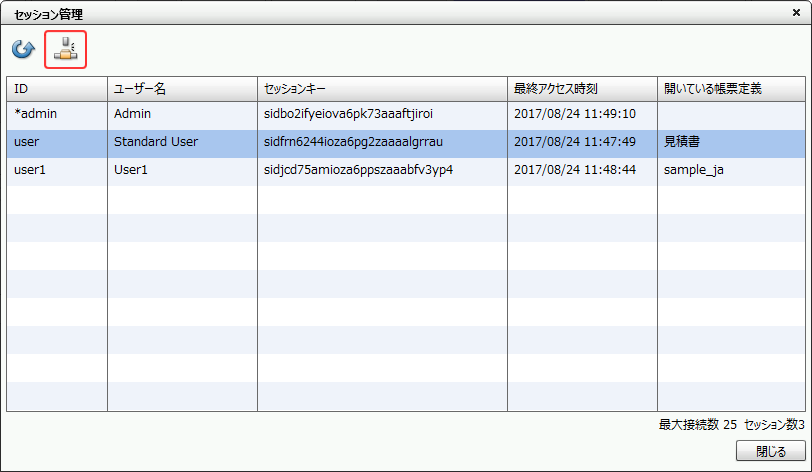 セッション管理
ID ユーザー名 セッションキー 最終アクセス時刻 開いている帳票定義
*admin Admin sidbo2ifyeiova6pk73aaaftjiroi 2017/08/24 11:49:10
user Standard User sidfrn6244ioza6pg2zaaaalgrrau 2017/08/24 11:47:49 見積書
user1 User1 sidjcd75amioza6ppszaaabfv3yp4 2017/08/24 11:48:44 sample_ja
最大接続数 25 セッション数3
閉じる